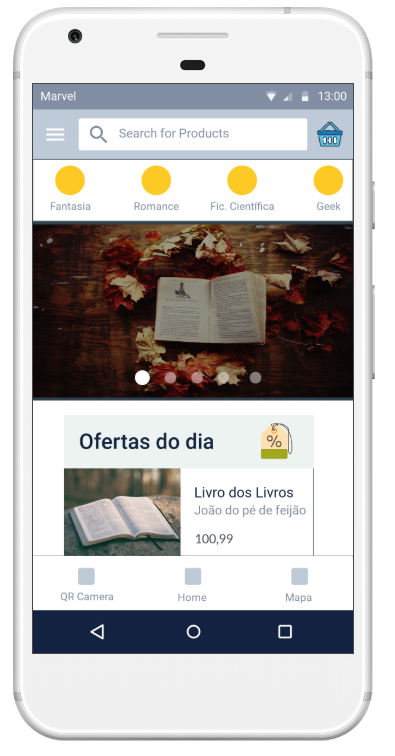 Marvel 13:00
Search for Products
Fantasia Romance Fic. Científica Geek
Ofertas do dia
%
Livro dos Livros
João do pé de feijão
100,99
QR Camera Home Mapa